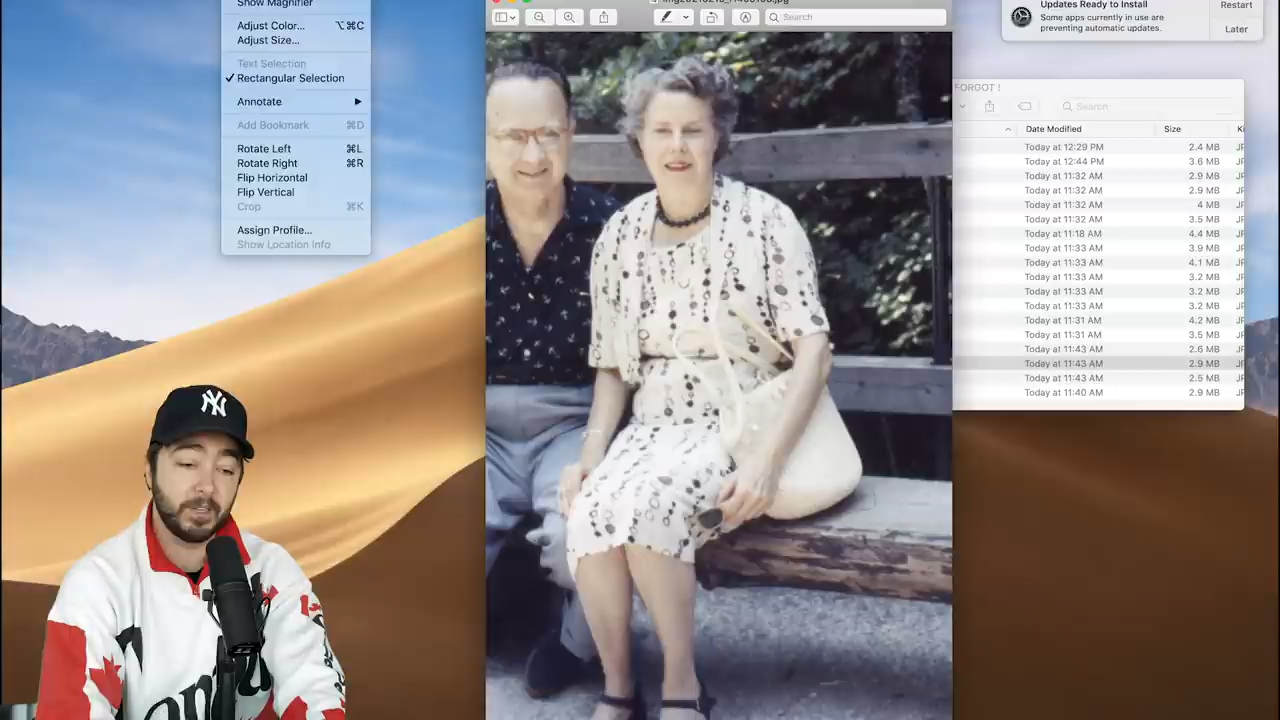 Show Magnifier
Adjust Color... ⌥⌘C
Adjust Size...
Text Selection
✓ Rectangular Selection
Annotate ▶
Add Bookmark ⌘D
Rotate Left ⌘L
Rotate Right ⌘R
Flip Horizontal
Flip Vertical
Crop ⌘K
Assign Profile...
Show Location Info
Search
Updates Ready to Install
Some apps currently in use are
preventing automatic updates.
Restart
Later
FORGOT !
Search
Date Modified Size
Today at 12:29 PM 2.4 MB
Today at 12:44 PM 3.6 MB
Today at 11:32 AM 2.9 MB
Today at 11:32 AM 2.9 MB
Today at 11:32 AM 4 MB
Today at 11:32 AM 3.5 MB
Today at 11:18 AM 4.4 MB
Today at 11:33 AM 3.9 MB
Today at 11:33 AM 4.1 MB
Today at 11:33 AM 3.2 MB
Today at 11:33 AM 3.2 MB
Today at 11:33 AM 3.2 MB
Today at 11:31 AM 4.2 MB
Today at 11:31 AM 3.5 MB
Today at 11:43 AM 2.6 MB
Today at 11:43 AM 2.9 MB
Today at 11:43 AM 2.5 MB
Today at 11:40 AM 2.9 MB
NY